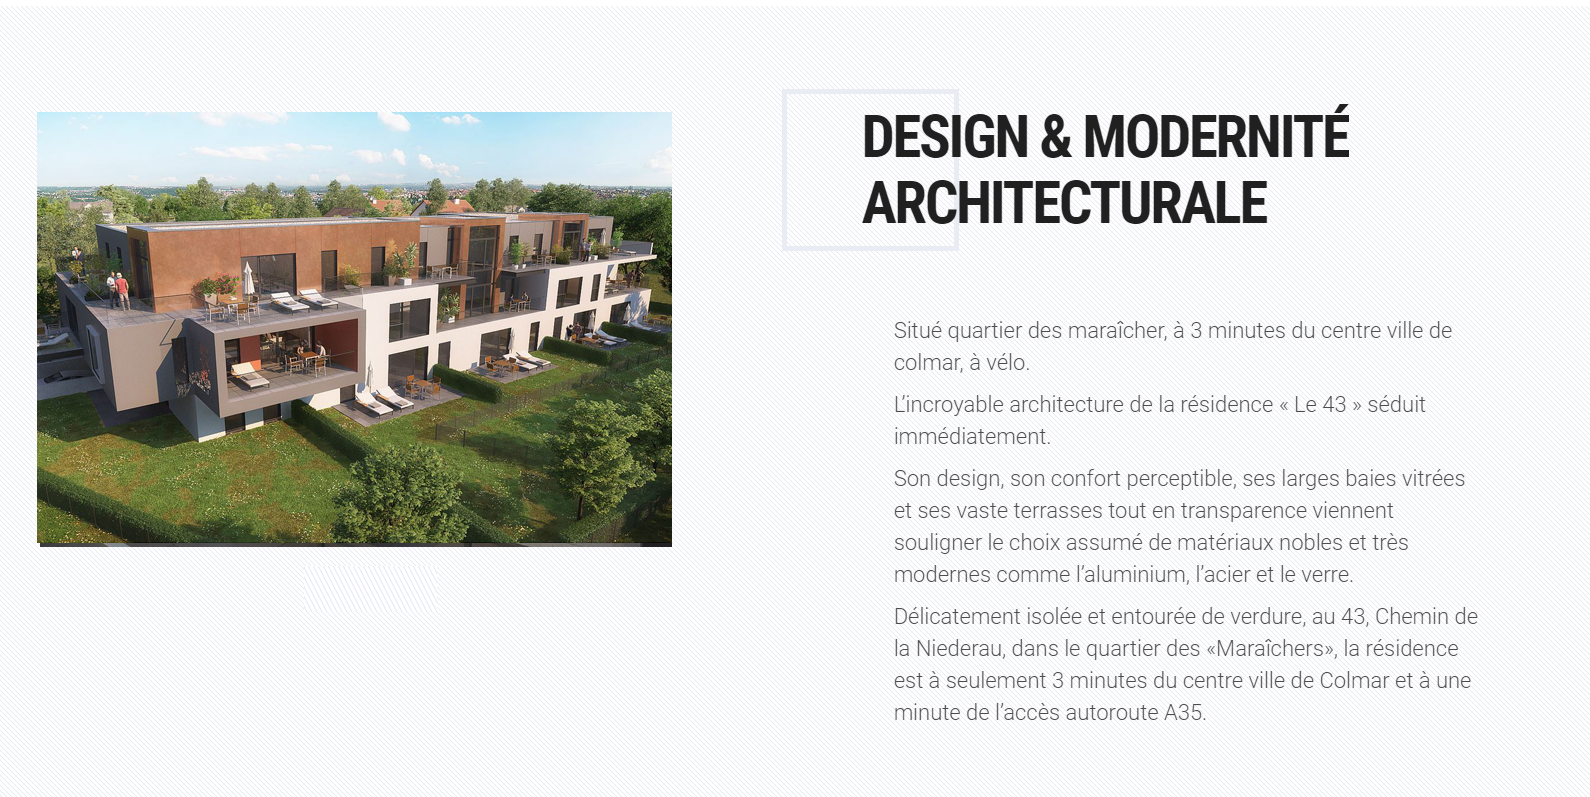 DESIGN & MODERNITÉ
ARCHITECTURALE
Situé quartier des maraîcher, à 3 minutes du centre ville de
colmar, à vélo.
L’incroyable architecture de la résidence « Le 43 » séduit
immédiatement.
Son design, son confort perceptible, ses larges baies vitrées
et ses vaste terrasses tout en transparence viennent
souligner le choix assumé de matériaux nobles et très
modernes comme l’aluminium, l’acier et le verre.
Délicatement isolée et entourée de verdure, au 43, Chemin de
la Niederau, dans le quartier des «Maraîchers», la résidence
est à seulement 3 minutes du centre ville de Colmar et à une
minute de l’accès autoroute A35.